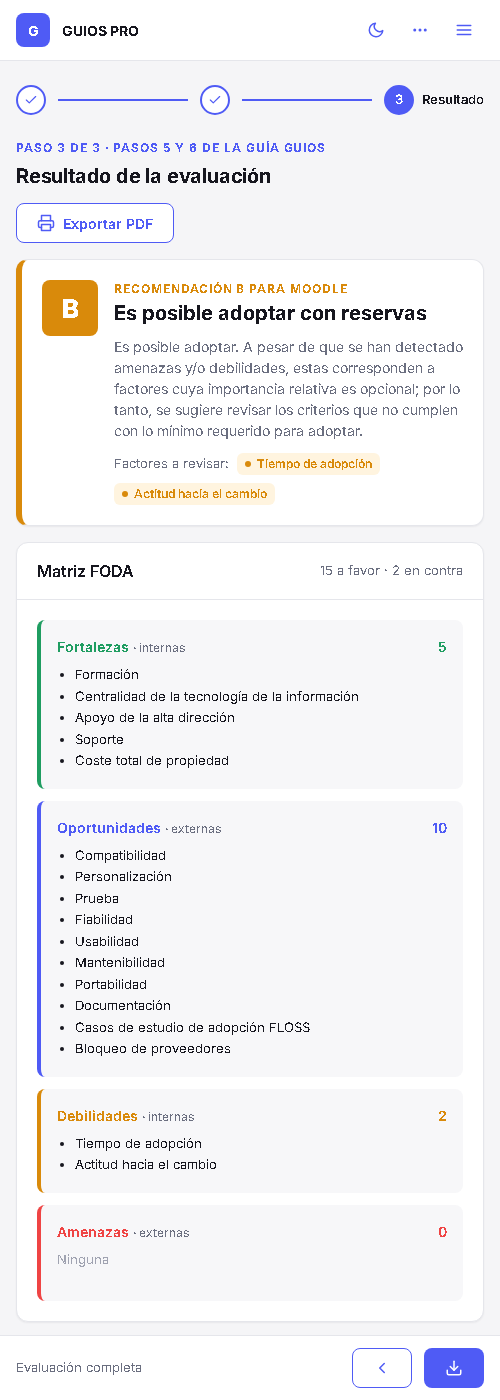 G GUIOS PRO
3 Resultado
PASO 3 DE 3 · PASOS 5 Y 6 DE LA GUÍA GUIOS
Resultado de la evaluación
Exportar PDF
B
RECOMENDACIÓN B PARA MOODLE
Es posible adoptar con reservas
Es posible adoptar. A pesar de que se han detectado
amenazas y/o debilidades, estas corresponden a
factores cuya importancia relativa es opcional; por lo
tanto, se sugiere revisar los criterios que no cumplen
con lo mínimo requerido para adoptar.
Factores a revisar: • Tiempo de adopción
• Actitud hacia el cambio
Matriz FODA 15 a favor · 2 en contra
Fortalezas · internas 5
• Formación
• Centralidad de la tecnología de la información
• Apoyo de la alta dirección
• Soporte
• Coste total de propiedad
Oportunidades · externas 10
• Compatibilidad
• Personalización
• Prueba
• Fiabilidad
• Usabilidad
• Mantenibilidad
• Portabilidad
• Documentación
• Casos de estudio de adopción FLOSS
• Bloqueo de proveedores
Debilidades · internas 2
• Tiempo de adopción
• Actitud hacia el cambio
Amenazas · externas 0
Ninguna
Evaluación completa